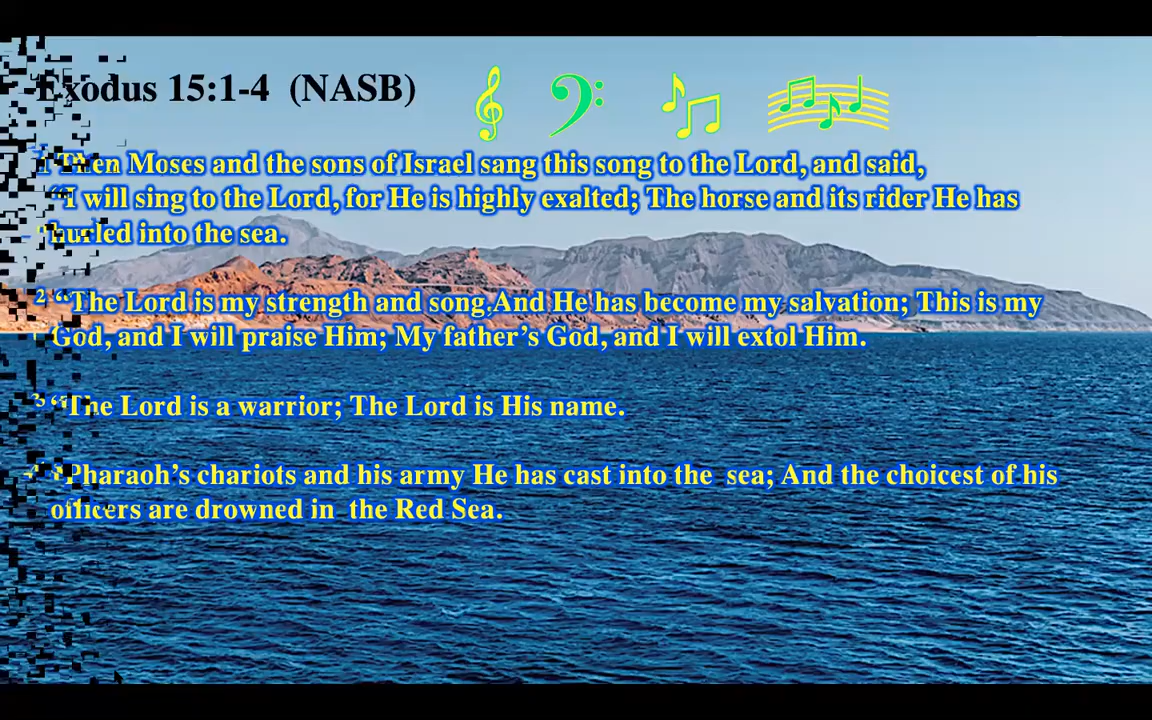 Exodus 15:1-4 (NASB)
1 Then Moses and the sons of Israel sang this song to the Lord, and said,
“I will sing to the Lord, for He is highly exalted; The horse and its rider He has
hurled into the sea.
2 “The Lord is my strength and song, And He has become my salvation; This is my
God, and I will praise Him; My father’s God, and I will extol Him.
3 “The Lord is a warrior; The Lord is His name.
4 “Pharaoh’s chariots and his army He has cast into the sea; And the choicest of his
officers are drowned in the Red Sea.